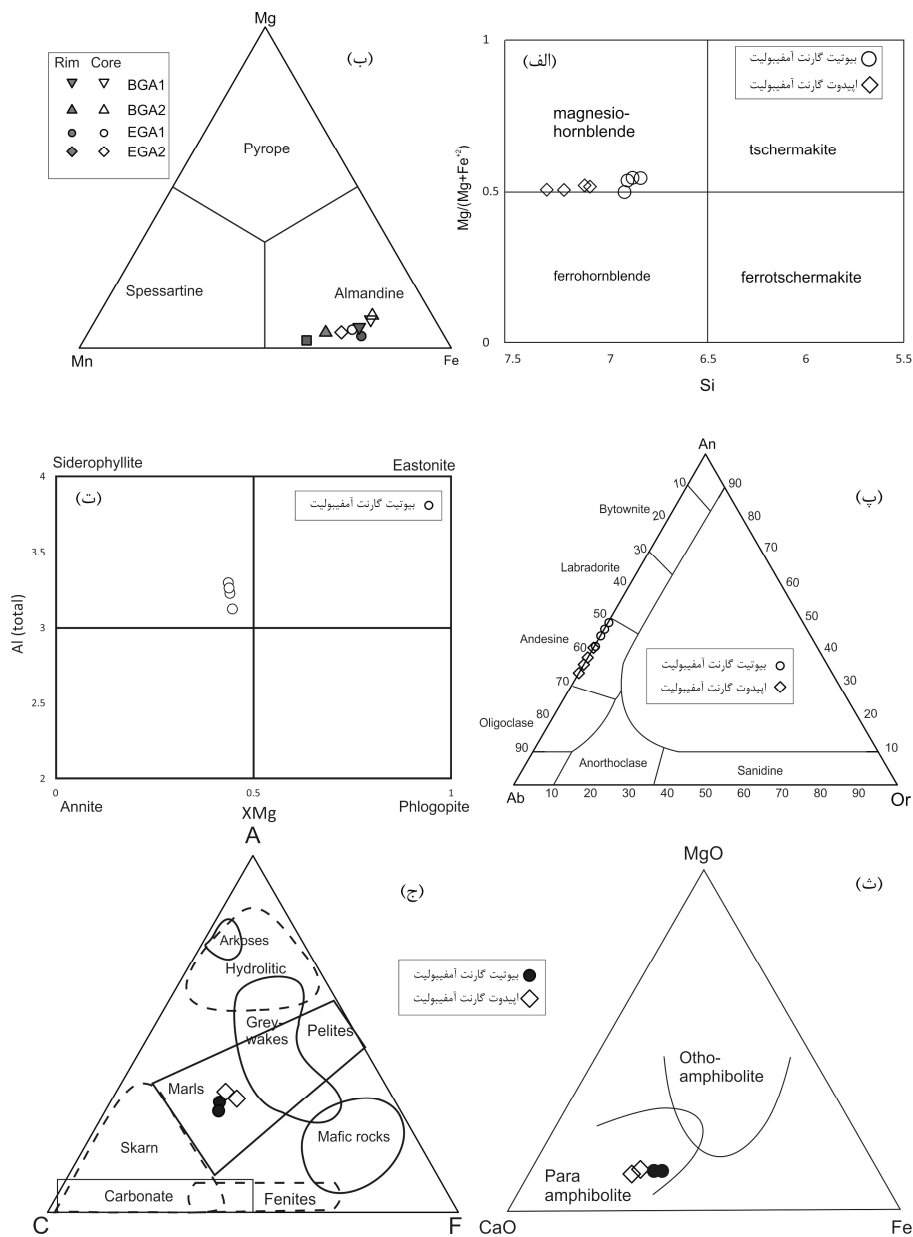 Mg
(ب)
Rim Core
BGA1
BGA2
EGA1
EGA2
Pyrope
Spessartine
Almandine
Mn
Fe
(الف)
بیوتیت گارنت آمفیبولیت
اپیدوت گارنت آمفیبولیت
1
0.5
0
Mg/(Mg+Fe⁺²)
magnesio-
hornblende
tschermakite
ferrohornblende
ferrotschermakite
7.5 7 6.5 6 5.5
Si
Siderophyllite
Eastonite
(ت)
بیوتیت گارنت آمفیبولیت
4
3.5
3
2.5
2
Al (total)
0 0.5 1
Annite
Phlogopite
XMg
An
(پ)
10 90
Bytownite
20 80
30 70
Labradorite
40 60
50 50
Andesine
60 40
70 30
Oligoclase
80 20
90 10
بیوتیت گارنت آمفیبولیت
اپیدوت گارنت آمفیبولیت
Anorthoclase
Sanidine
Ab 10 20 30 40 50 60 70 80 90 Or
A
(ج)
Arkoses
Hydrolitic
Grey-
wakes
Pelites
Marls
Mafic rocks
Skarn
Carbonate
Fenites
C
F
بیوتیت گارنت آمفیبولیت
اپیدوت گارنت آمفیبولیت
MgO
(ث)
Otho-
amphibolite
Para
amphibolite
CaO
Fe